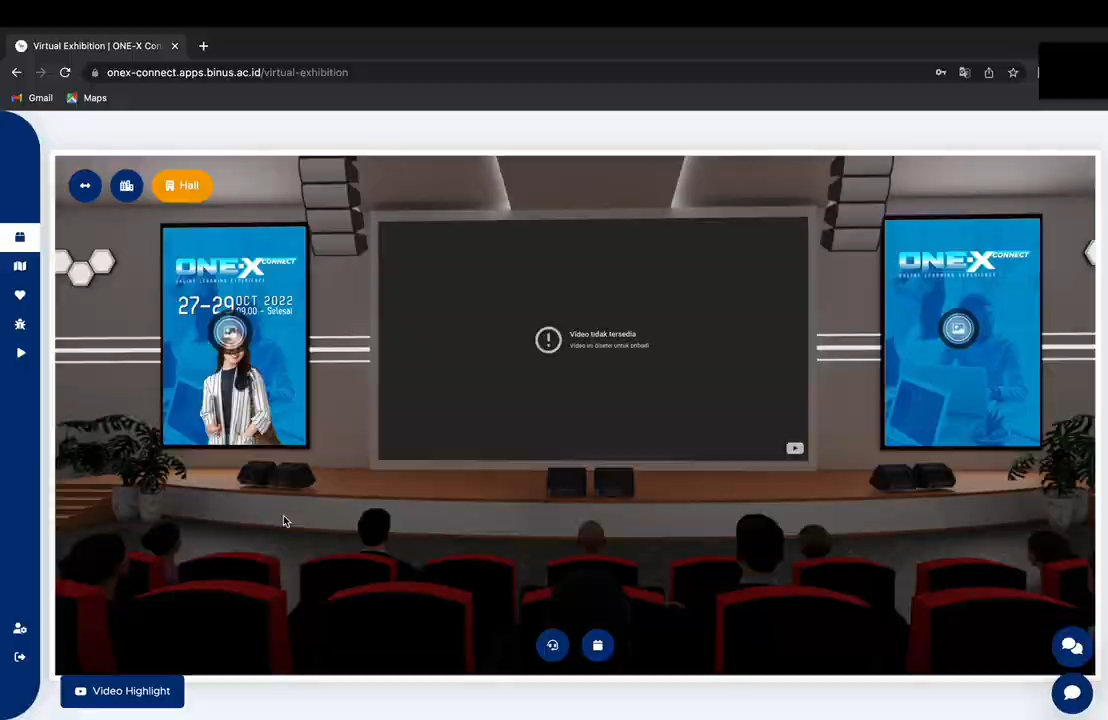 Virtual Exhibition | ONE-X Con
onex-connect.apps.binus.ac.id/virtual-exhibition
Gmail
Maps
Hall
ONE-X CONNECT
ONLINE LEARNING EXPERIENCE
27-29 OCT 2022
09.00 - Selesai
Video tidak tersedia
Video ini disetel untuk pribadi
ONE-X CONNECT
ONLINE LEARNING EXPERIENCE
Video Highlight